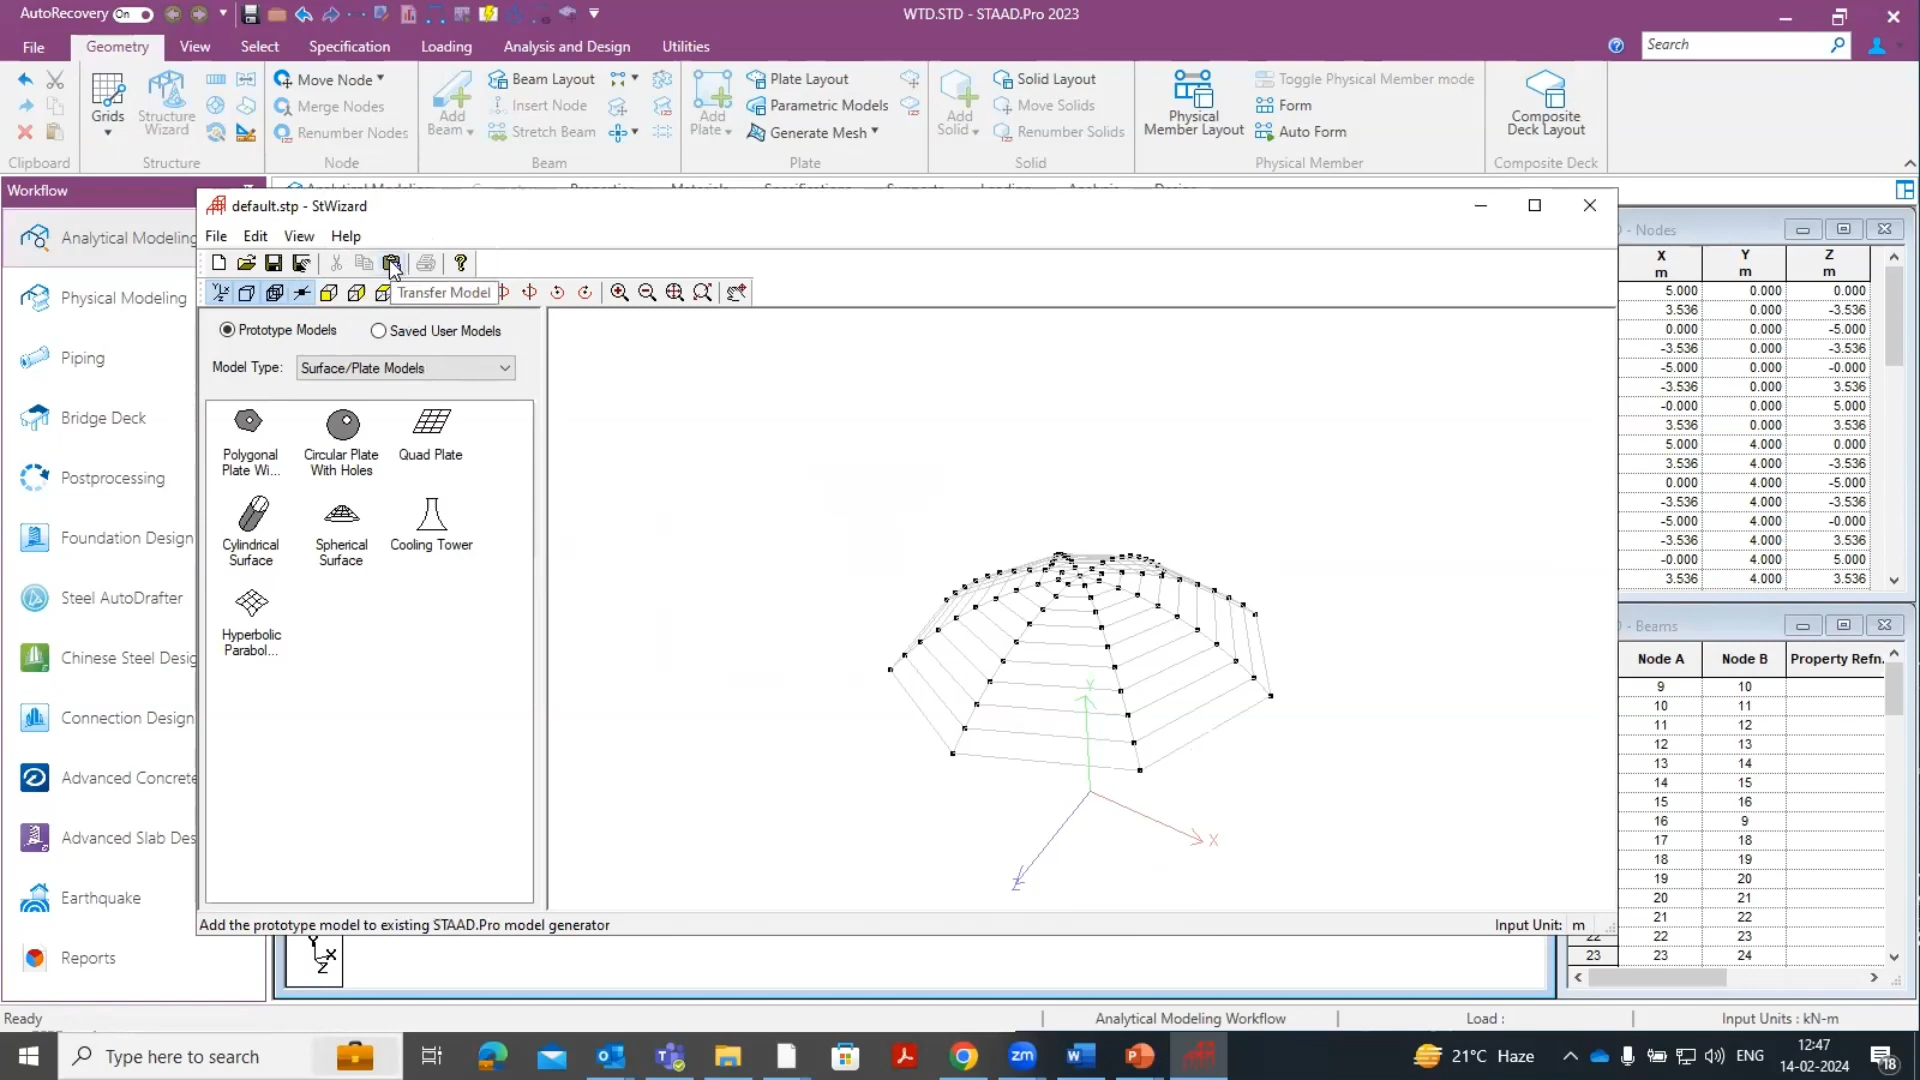 AutoRecovery On
WTD.STD - STAAD.Pro 2023
File Geometry View Select Specification Loading Analysis and Design Utilities
Search
Grids
Structure Wizard
Structure
Clipboard
Move Node
Merge Nodes
Renumber Nodes
Node
Add Beam
Beam Layout
Insert Node
Stretch Beam
Beam
Add Plate
Plate Layout
Parametric Models
Generate Mesh
Plate
Add Solid
Solid Layout
Move Solids
Renumber Solids
Solid
Physical Member Layout
Toggle Physical Member mode
Form
Auto Form
Physical Member
Composite Deck Layout
Composite Deck
Workflow
Analytical Modeling
Physical Modeling
Piping
Bridge Deck
Postprocessing
Foundation Design
Steel AutoDrafter
Chinese Steel Desig
Connection Design
Advanced Concrete
Advanced Slab Des
Earthquake
Reports
default.stp - StWizard
File Edit View Help
Transfer Model
Prototype Models Saved User Models
Model Type: Surface/Plate Models
Polygonal Plate Wi...
Circular Plate With Holes
Quad Plate
Cylindrical Surface
Spherical Surface
Cooling Tower
Hyperbolic Parabol...
Y
X
Z
Add the prototype model to existing STAAD.Pro model generator
Input Unit: m
Y
X
Z
- Nodes
X m Y m Z m
5.000 0.000 0.000
3.536 0.000 -3.536
0.000 0.000 -5.000
-3.536 0.000 -3.536
-5.000 0.000 -0.000
-3.536 0.000 3.536
-0.000 0.000 5.000
3.536 0.000 3.536
5.000 4.000 0.000
3.536 4.000 -3.536
0.000 4.000 -5.000
-3.536 4.000 -3.536
-5.000 4.000 -0.000
-3.536 4.000 3.536
-0.000 4.000 5.000
3.536 4.000 3.536
- Beams
Node A Node B Property Refn.
9 10
10 11
11 12
12 13
13 14
14 15
15 16
16 9
17 18
18 19
19 20
20 21
21 22
22 22 23
23 23 24
Ready
Analytical Modeling Workflow
Load :
Input Units : kN-m
Type here to search
21°C Haze
ENG
12:47
14-02-2024
18